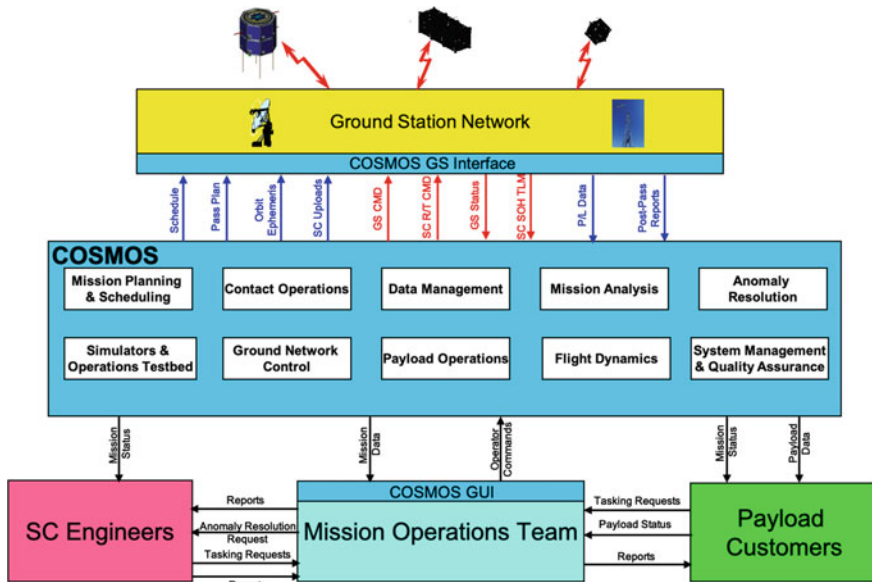 Ground Station Network
COSMOS GS Interface
Schedule
Pass Plan
Orbit
Ephemeris
SC Uploads
GS CMD
SC R/T CMD
GS Status
SC SOH TLM
P/L Data
Post-Pass
Reports
COSMOS
Mission Planning
& Scheduling
Contact Operations
Data Management
Mission Analysis
Anomaly
Resolution
Simulators &
Operations Testbed
Ground Network
Control
Payload Operations
Flight Dynamics
System Management
& Quality Assurance
Mission
Status
Mission
Data
Operator
Commands
Mission
Status
Payload
Data
SC Engineers
Reports
Anomaly Resolution
Request
Tasking Requests
COSMOS GUI
Mission Operations Team
Tasking Requests
Payload Status
Reports
Payload
Customers